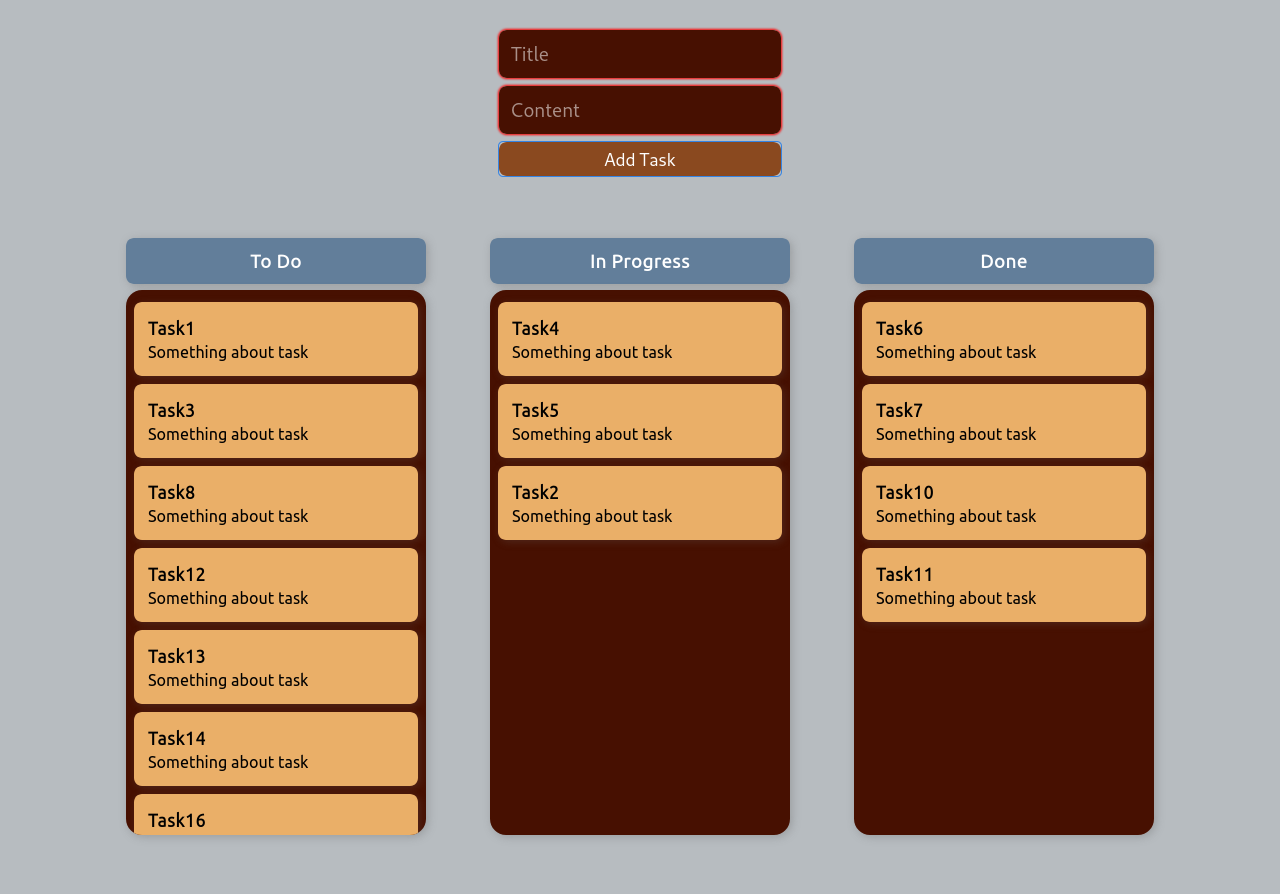 Title
Content
Add Task
To Do
Task1
Something about task
Task3
Something about task
Task8
Something about task
Task12
Something about task
Task13
Something about task
Task14
Something about task
Task16
In Progress
Task4
Something about task
Task5
Something about task
Task2
Something about task
Done
Task6
Something about task
Task7
Something about task
Task10
Something about task
Task11
Something about task